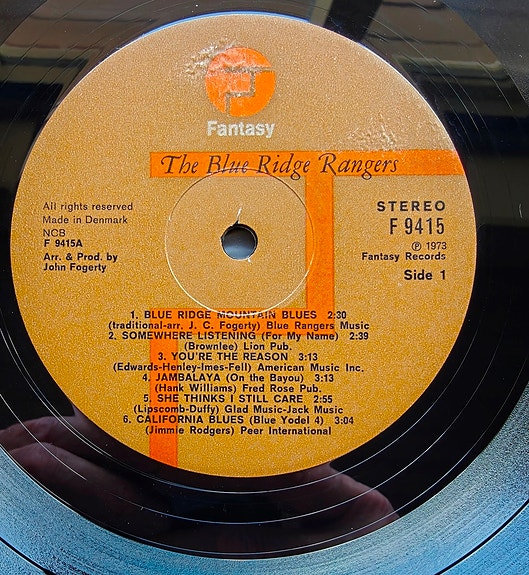 Fantasy
The Blue Ridge Rangers
All rights reserved
Made in Denmark
NCB
F 9415A
Arr. & Prod. by
John Fogerty
STEREO
F 9415
℗ 1973
Fantasy Records
Side 1
1. BLUE RIDGE MOUNTAIN BLUES 2:30
(traditional-arr. J. C. Fogerty) Blue Rangers Music
2. SOMEWHERE LISTENING (For My Name) 2:39
(Brownlee) Lion Pub.
3. YOU'RE THE REASON 3:13
(Edwards-Henley-Imes-Fell) American Music Inc.
4. JAMBALAYA (On the Bayou) 3:13
(Hank Williams) Fred Rose Pub.
5. SHE THINKS I STILL CARE 2:55
(Lipscomb-Duffy) Glad Music-Jack Music
6. CALIFORNIA BLUES (Blue Yodel 4) 3:04
(Jimmie Rodgers) Peer International